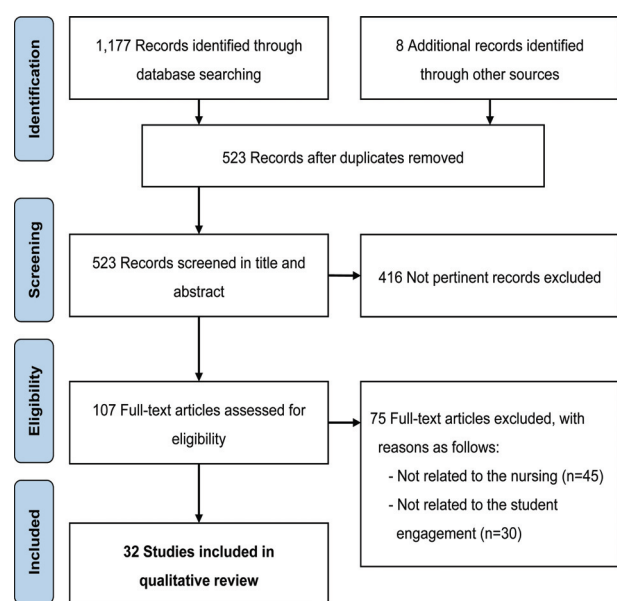 Identification
1,177 Records identified through
database searching
8 Additional records identified
through other sources
523 Records after duplicates removed
Screening
523 Records screened in title and
abstract
416 Not pertinent records excluded
Eligibility
107 Full-text articles assessed for
eligibility
75 Full-text articles excluded, with
reasons as follows:
- Not related to the nursing (n=45)
- Not related to the student
engagement (n=30)
Included
32 Studies included in
qualitative review